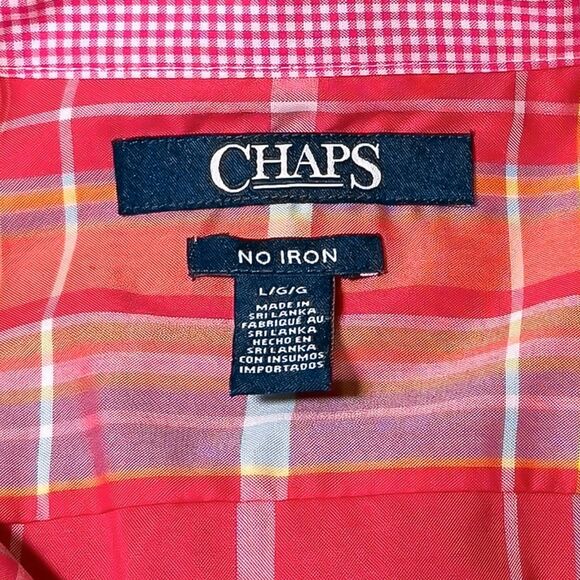 CHAPS
NO IRON
L/G/G
MADE IN
SRI LANKA
FABRIQUÉ AU
SRI LANKA
HECHO EN
SRI LANKA
CON INSUMOS
IMPORTADOS